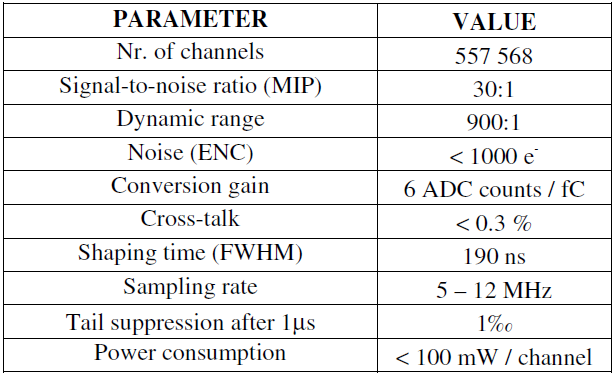 PARAMETER VALUE
Nr. of channels 557 568
Signal-to-noise ratio (MIP) 30:1
Dynamic range 900:1
Noise (ENC) < 1000 e⁻
Conversion gain 6 ADC counts / fC
Cross-talk < 0.3 %
Shaping time (FWHM) 190 ns
Sampling rate 5 – 12 MHz
Tail suppression after 1μs 1‰
Power consumption < 100 mW / channel